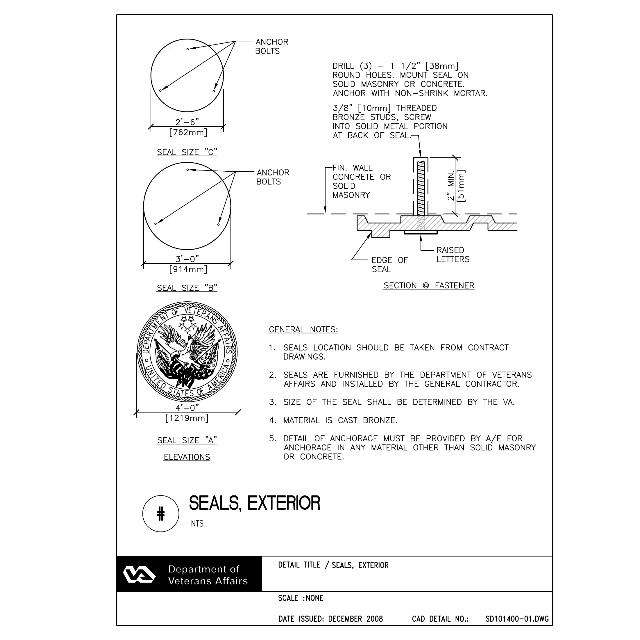 ANCHOR
BOLTS
2'-6"
[762mm]
SEAL SIZE "C"
ANCHOR
BOLTS
3'-0"
[914mm]
SEAL SIZE "B"
DEPARTMENT OF VETERANS AFFAIRS
UNITED STATES OF AMERICA
4'-0"
[1219mm]
SEAL SIZE "A"
ELEVATIONS
DRILL (3) - 1 1/2" [38mm]
ROUND HOLES. MOUNT SEAL ON
SOLID MASONRY OR CONCRETE.
ANCHOR WITH NON-SHRINK MORTAR.
3/8" [10mm] THREADED
BRONZE STUDS, SCREW
INTO SOLID METAL PORTION
AT BACK OF SEAL
FIN. WALL
CONCRETE OR
SOLID
MASONRY
2" MIN.
[51mm]
EDGE OF
SEAL
RAISED
LETTERS
SECTION @ FASTENER
GENERAL NOTES:
1. SEALS LOCATION SHOULD BE TAKEN FROM CONTRACT
DRAWINGS.
2. SEALS ARE FURNISHED BY THE DEPARTMENT OF VETERANS
AFFAIRS AND INSTALLED BY THE GENERAL CONTRACTOR.
3. SIZE OF THE SEAL SHALL BE DETERMINED BY THE VA.
4. MATERIAL IS CAST BRONZE.
5. DETAIL OF ANCHORAGE MUST BE PROVIDED BY A/E FOR
ANCHORAGE IN ANY MATERIAL OTHER THAN SOLID MASONRY
OR CONCRETE.
#
SEALS, EXTERIOR
NTS
VA
Department of
Veterans Affairs
DETAIL TITLE / SEALS, EXTERIOR
SCALE :NONE
DATE ISSUED: DECEMBER 2008 CAD DETAIL NO.: SD101400-01.DWG